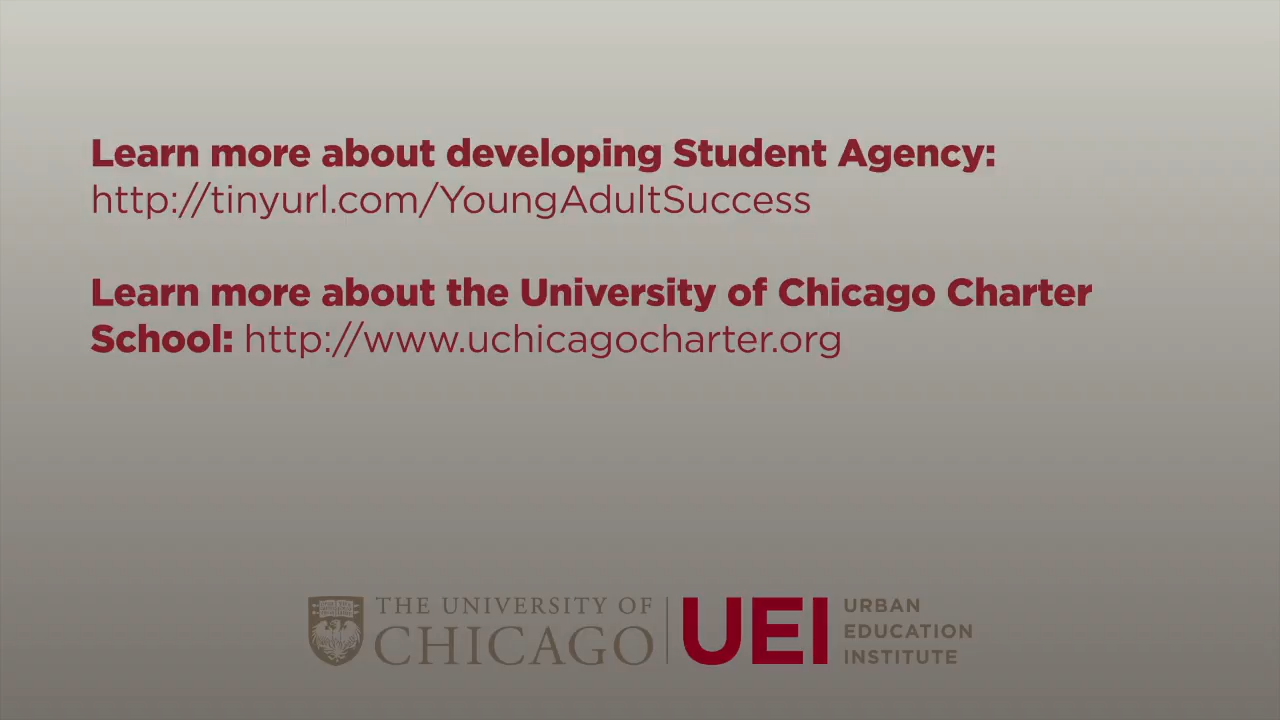 Learn more about developing Student Agency:
http://tinyurl.com/YoungAdultSuccess
Learn more about the University of Chicago Charter
School: http://www.uchicagocharter.org
THE UNIVERSITY OF
CHICAGO
UEI
URBAN
EDUCATION
INSTITUTE